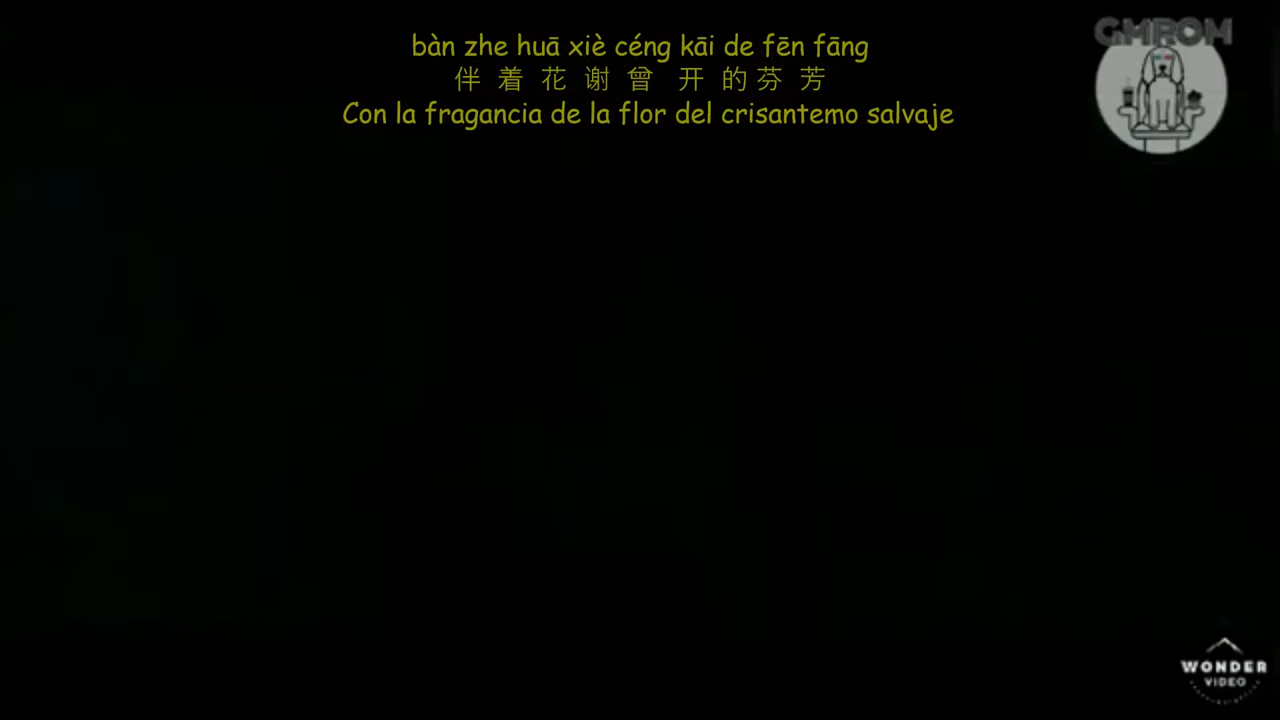 bàn zhe huā xiè céng kāi de fēn fāng
伴 着 花 谢 曾 开 的 芬 芳
Con la fragancia de la flor del crisantemo salvaje
GMROM
WONDER
VIDEO